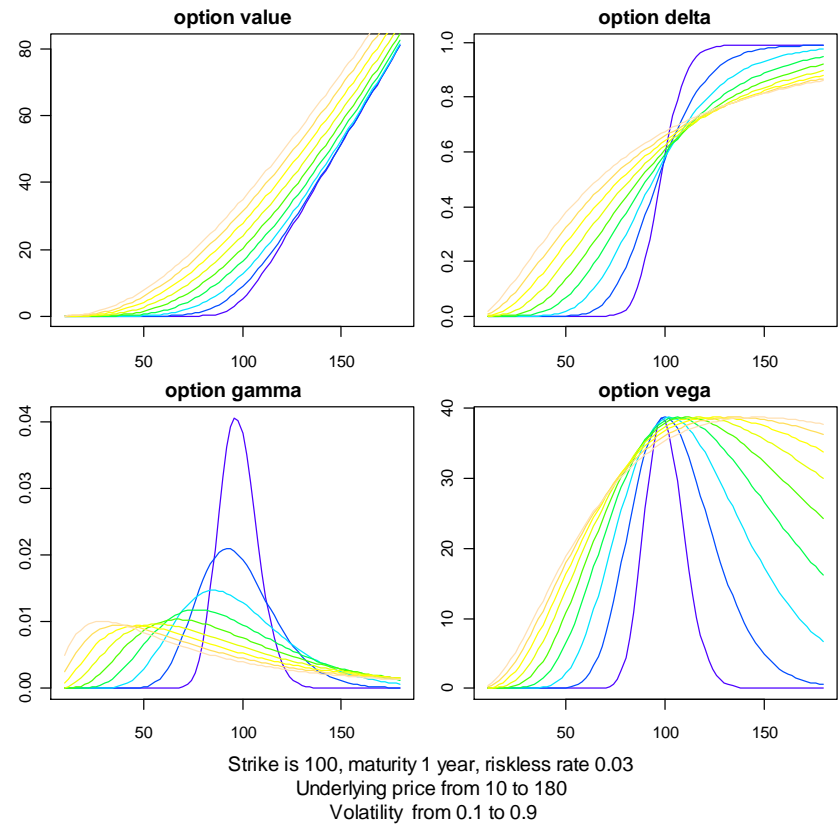 option value
0 20 40 60 80
50 100 150
option delta
0.0 0.2 0.4 0.6 0.8 1.0
50 100 150
option gamma
0.00 0.01 0.02 0.03 0.04
50 100 150
option vega
0 10 20 30 40
50 100 150
Strike is 100, maturity 1 year, riskless rate 0.03
Underlying price from 10 to 180
Volatility from 0.1 to 0.9